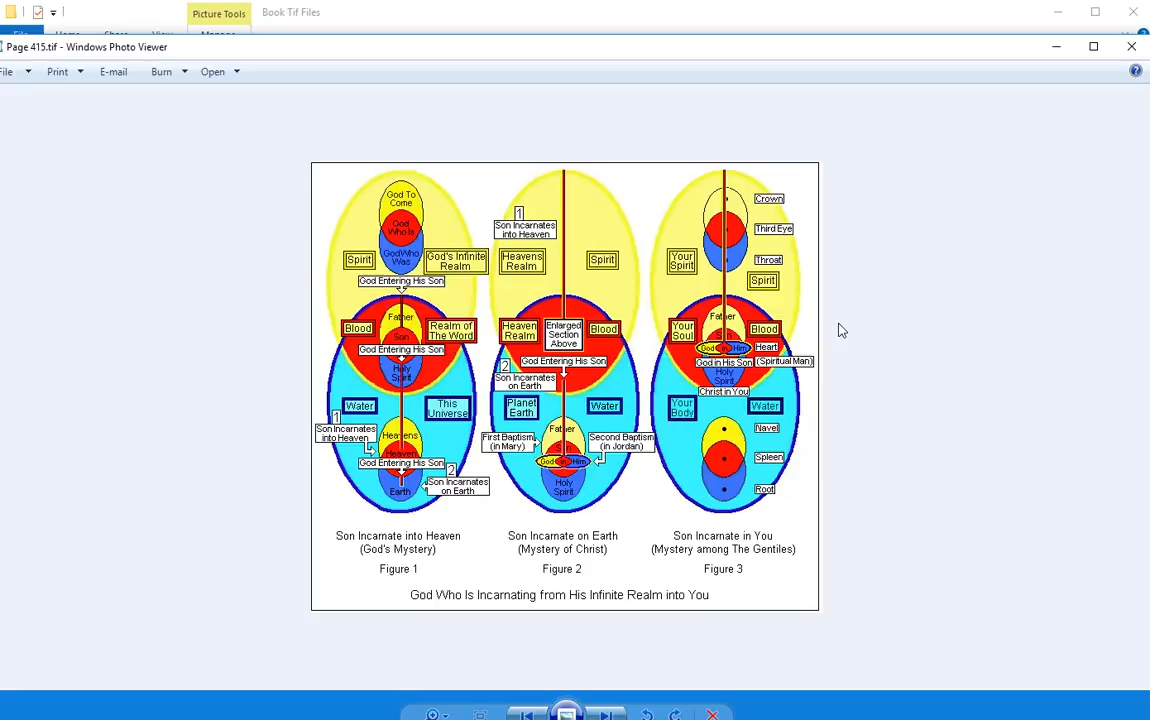 Picture Tools
Book Tif Files
Page 415.tif - Windows Photo Viewer
File
Print
E-mail
Burn
Open
God To
Come
God
Who Is
God Who
Was
Spirit
God's Infinite
Realm
God Entering His Son
Father
Blood
Son
Realm of
The Word
God Entering His Son
Holy
Spirit
Water
This
Universe
1
Son Incarnates
into Heaven
Heavens
Heaven
God Entering His Son
2
Earth
Son Incarnates
on Earth
Son Incarnate into Heaven
(God's Mystery)
Figure 1
1
Son Incarnates
into Heaven
Heavens
Realm
Spirit
Heaven
Realm
Enlarged
Section
Above
Blood
God Entering His Son
2
Son Incarnates
on Earth
Planet
Earth
Water
Father
First Baptism
(in Mary)
Son
Second Baptism
(in Jordan)
God in Him
Holy
Spirit
Son Incarnate on Earth
(Mystery of Christ)
Figure 2
Crown
Third Eye
Throat
Your
Spirit
Spirit
Father
Your
Soul
Son
Blood
God in Him
Heart
God in His Son
(Spiritual Man)
Holy
Spirit
Christ in You
Your
Body
Water
Navel
Spleen
Root
Son Incarnate in You
(Mystery among The Gentiles)
Figure 3
God Who Is Incarnating from His Infinite Realm into You